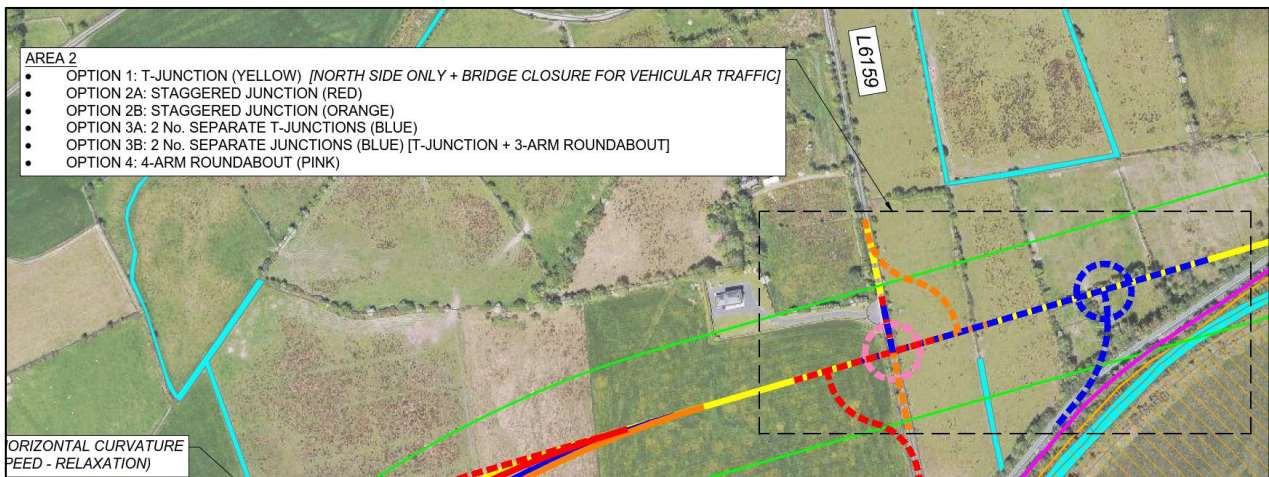 AREA 2
• OPTION 1: T-JUNCTION (YELLOW) [NORTH SIDE ONLY + BRIDGE CLOSURE FOR VEHICULAR TRAFFIC]
• OPTION 2A: STAGGERED JUNCTION (RED)
• OPTION 2B: STAGGERED JUNCTION (ORANGE)
• OPTION 3A: 2 No. SEPARATE T-JUNCTIONS (BLUE)
• OPTION 3B: 2 No. SEPARATE JUNCTIONS (BLUE) [T-JUNCTION + 3-ARM ROUNDABOUT]
• OPTION 4: 4-ARM ROUNDABOUT (PINK)
L6159
ORIZONTAL CURVATURE
PEED - RELAXATION)